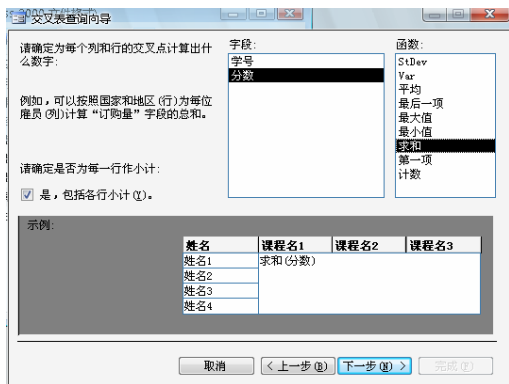 交叉表查询向导
请确定为每个列和行的交叉点计算出什
么数字:
例如，可以按照国家和地区(行)为每位
雇员(列)计算“订购量”字段的总和。
请确定是否为每一行作小计:
是，包括各行小计(Y)。
字段:
学号
分数
函数:
StDev
Var
平均
最后一项
最大值
最小值
求和
第一项
计数
示例:
姓名 课程名1 课程名2 课程名3
姓名1 求和(分数)
姓名2
姓名3
姓名4
取消 < 上一步(B) 下一步(N) > 完成(F)